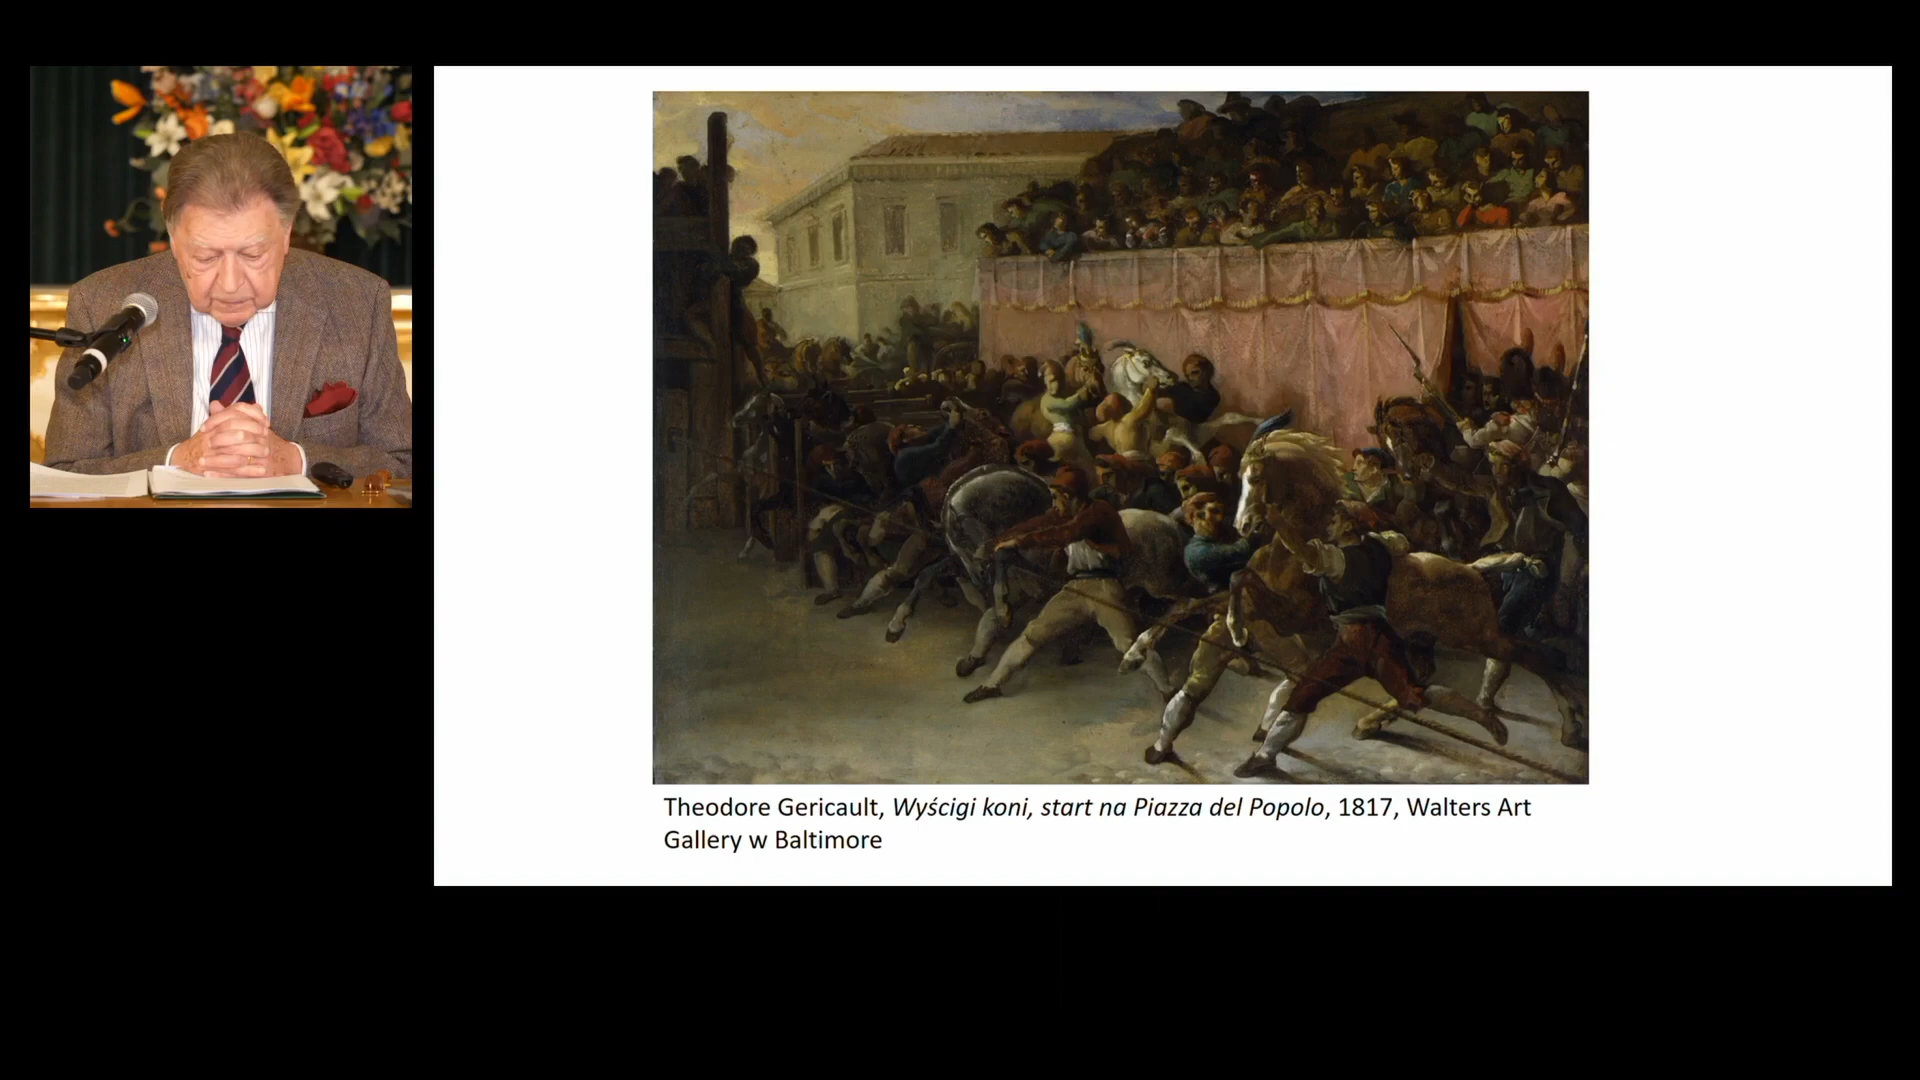 Theodore Gericault, Wyścigi koni, start na Piazza del Popolo, 1817, Walters Art
Gallery w Baltimore